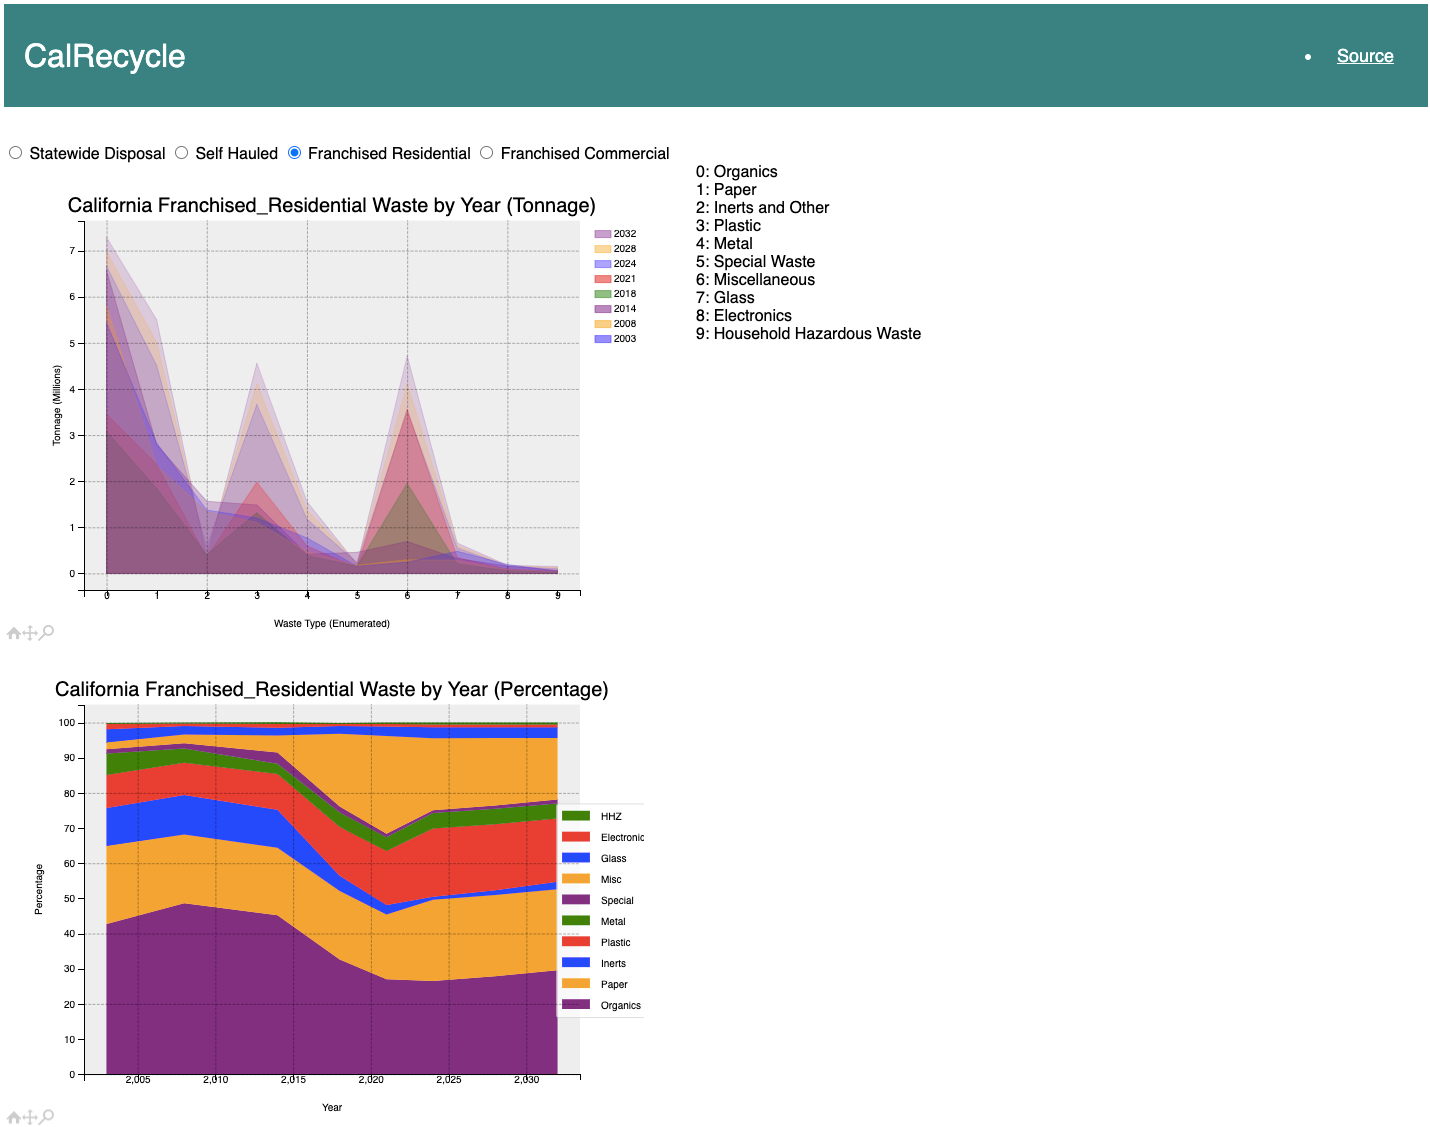 CalRecycle
Source
Statewide Disposal Self Hauled Franchised Residential Franchised Commercial
0: Organics
1: Paper
2: Inerts and Other
3: Plastic
4: Metal
5: Special Waste
6: Miscellaneous
7: Glass
8: Electronics
9: Household Hazardous Waste
California Franchised_Residential Waste by Year (Tonnage)
2032
2028
2024
2021
2018
2014
2008
2003
Tonnage (Millions)
7
6
5
4
3
2
1
0
0 1 2 3 4 5 6 7 8 9
Waste Type (Enumerated)
California Franchised_Residential Waste by Year (Percentage)
Percentage
100
90
80
70
60
50
40
30
20
10
0
HHZ
Electronic
Glass
Misc
Special
Metal
Plastic
Inerts
Paper
Organics
2,005 2,010 2,015 2,020 2,025 2,030
Year